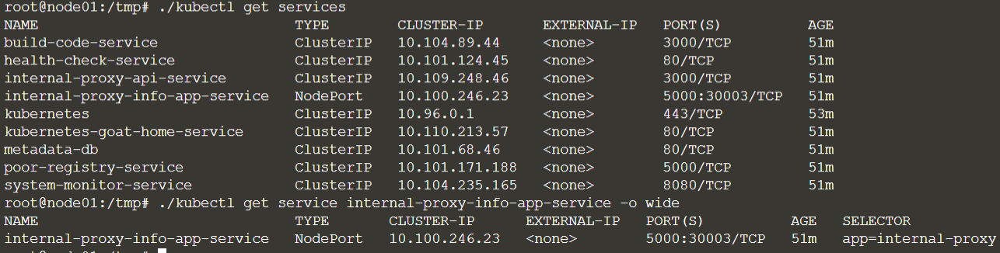 root@node01:/tmp# ./kubectl get services
NAME TYPE CLUSTER-IP EXTERNAL-IP PORT(S) AGE
build-code-service ClusterIP 10.104.89.44 <none> 3000/TCP 51m
health-check-service ClusterIP 10.101.124.45 <none> 80/TCP 51m
internal-proxy-api-service ClusterIP 10.109.248.46 <none> 3000/TCP 51m
internal-proxy-info-app-service NodePort 10.100.246.23 <none> 5000:30003/TCP 51m
kubernetes ClusterIP 10.96.0.1 <none> 443/TCP 53m
kubernetes-goat-home-service ClusterIP 10.110.213.57 <none> 80/TCP 51m
metadata-db ClusterIP 10.101.68.46 <none> 80/TCP 51m
poor-registry-service ClusterIP 10.101.171.188 <none> 5000/TCP 51m
system-monitor-service ClusterIP 10.104.235.165 <none> 8080/TCP 51m
root@node01:/tmp# ./kubectl get service internal-proxy-info-app-service -o wide
NAME TYPE CLUSTER-IP EXTERNAL-IP PORT(S) AGE SELECTOR
internal-proxy-info-app-service NodePort 10.100.246.23 <none> 5000:30003/TCP 51m app=internal-proxy
root@node01:/tmp#